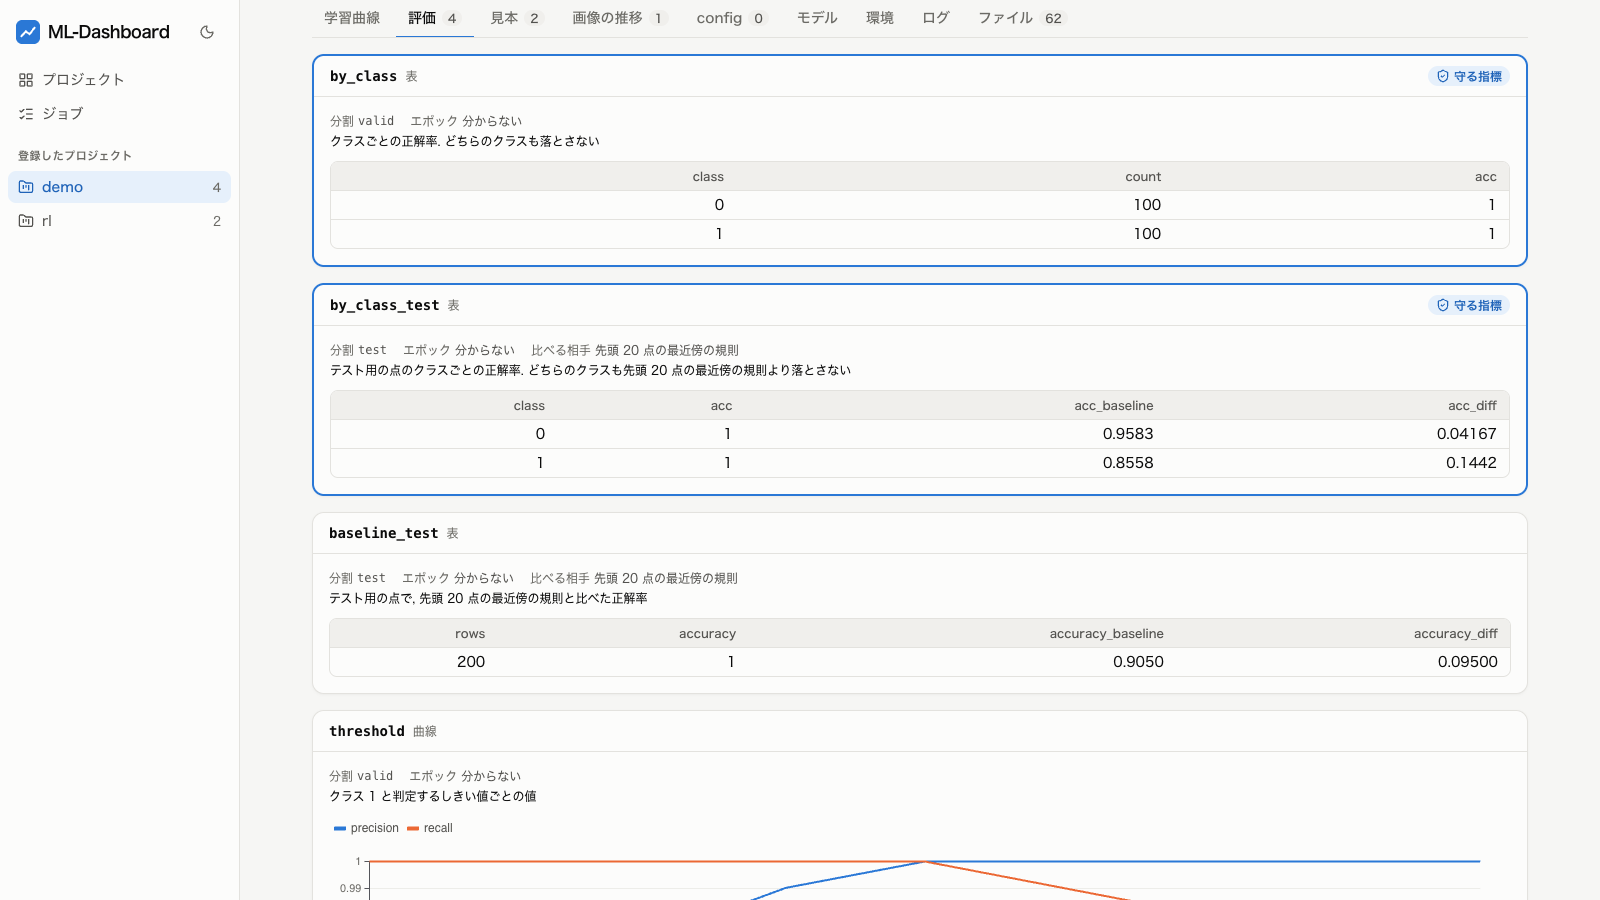 ML-Dashboard
プロジェクト
ジョブ
登録したプロジェクト
demo 4
rl 2
学習曲線 評価 4 見本 2 画像の推移 1 config 0 モデル 環境 ログ ファイル 62
by_class 表 守る指標
分割 valid エポック 分からない
クラスごとの正解率. どちらのクラスも落とさない
class count acc
0 100 1
1 100 1
by_class_test 表 守る指標
分割 test エポック 分からない 比べる相手 先頭 20 点の最近傍の規則
テスト用の点のクラスごとの正解率. どちらのクラスも先頭 20 点の最近傍の規則より落とさない
class acc acc_baseline acc_diff
0 1 0.9583 0.04167
1 1 0.8558 0.1442
baseline_test 表
分割 test エポック 分からない 比べる相手 先頭 20 点の最近傍の規則
テスト用の点で, 先頭 20 点の最近傍の規則と比べた正解率
rows accuracy accuracy_baseline accuracy_diff
200 1 0.9050 0.09500
threshold 曲線
分割 valid エポック 分からない
クラス 1 と判定するしきい値ごとの値
precision recall
1
0.99